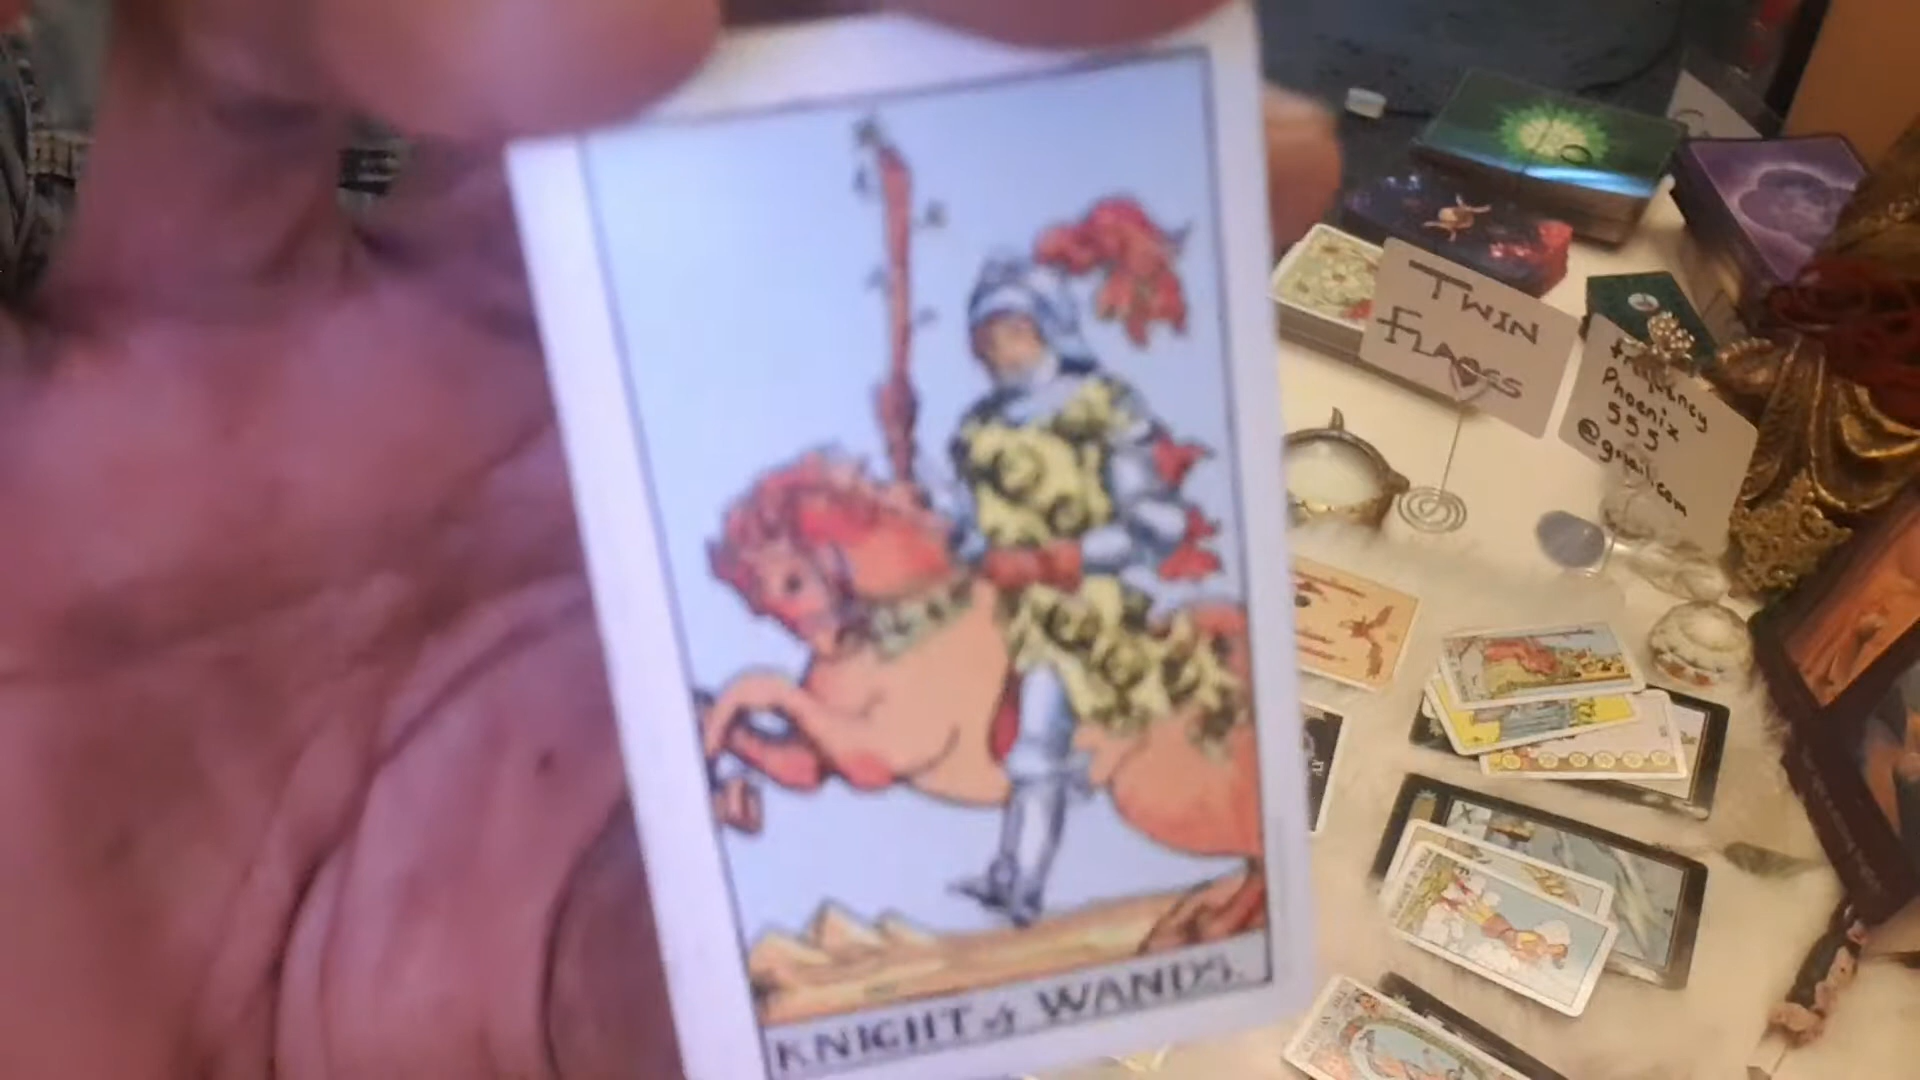 KNIGHT of WANDS.
TWIN
FLAMES
frequency
Phoenix
555
@gmail.com